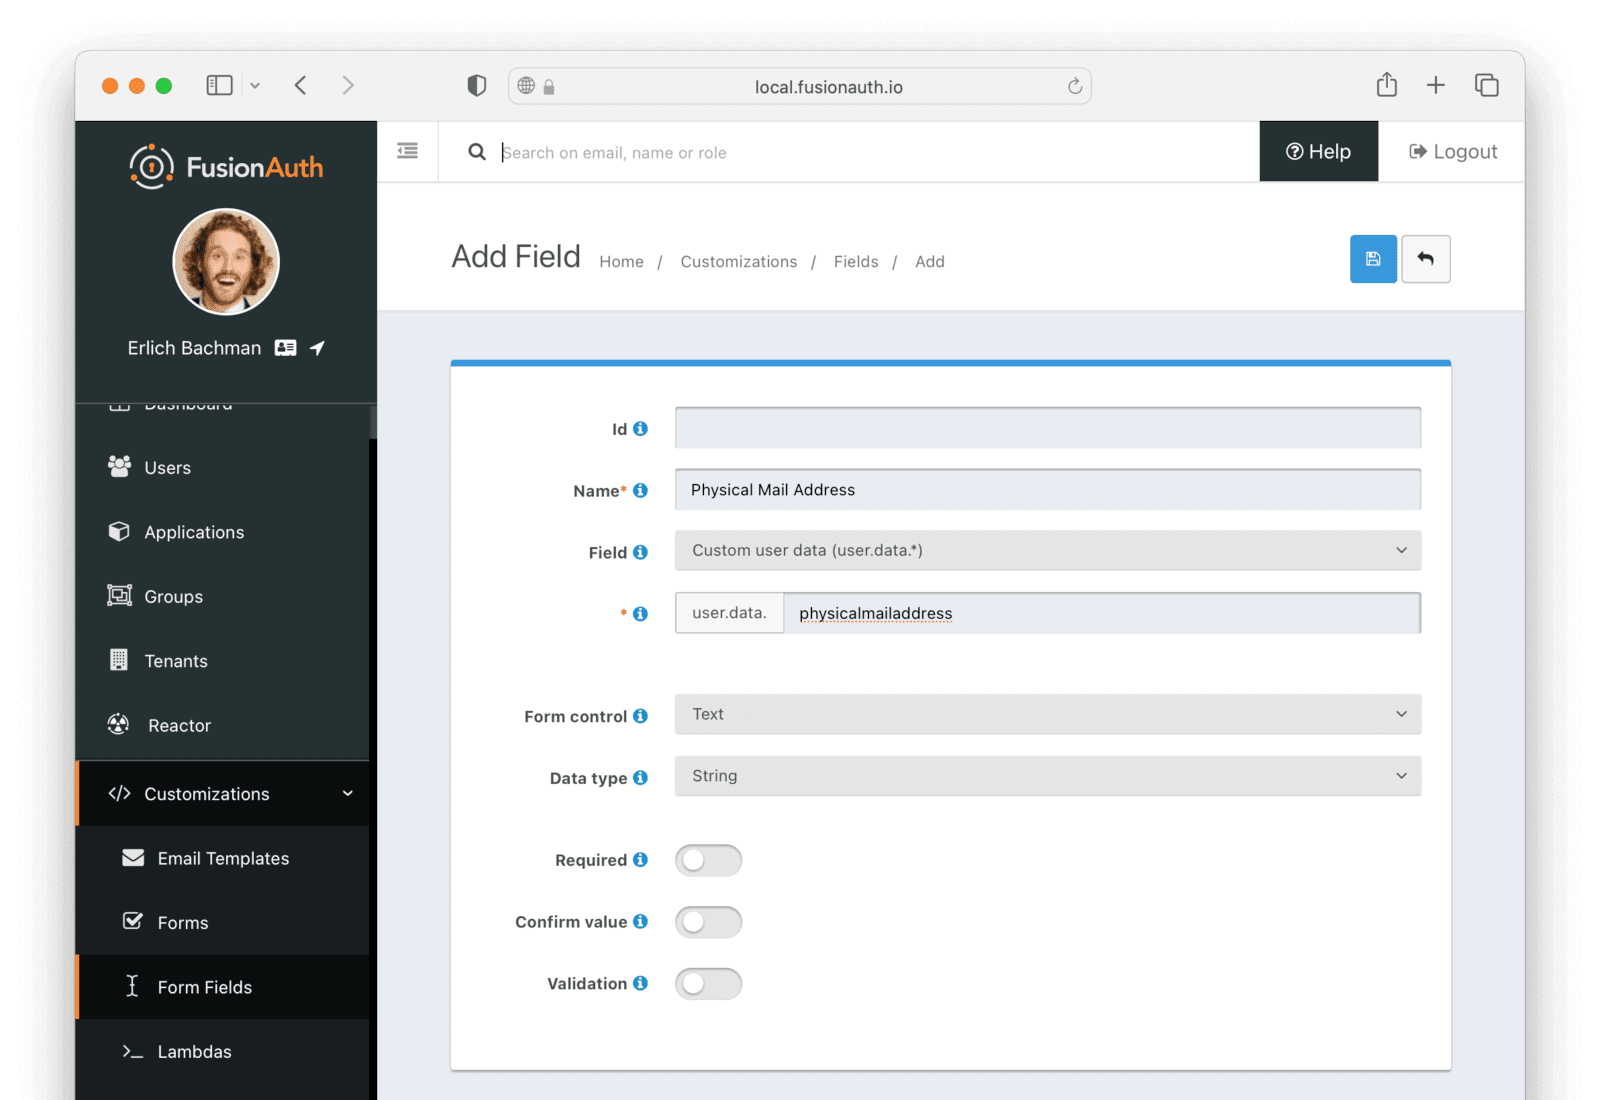 local.fusionauth.io
FusionAuth
Search on email, name or role
Help
Logout
Erlich Bachman
Add Field
Home / Customizations / Fields / Add
Dashboard
Users
Applications
Groups
Tenants
Reactor
Customizations
Email Templates
Forms
Form Fields
Lambdas
Id
Name* Physical Mail Address
Field Custom user data (user.data.*)
* user.data. physicalmailaddress
Form control Text
Data type String
Required
Confirm value
Validation